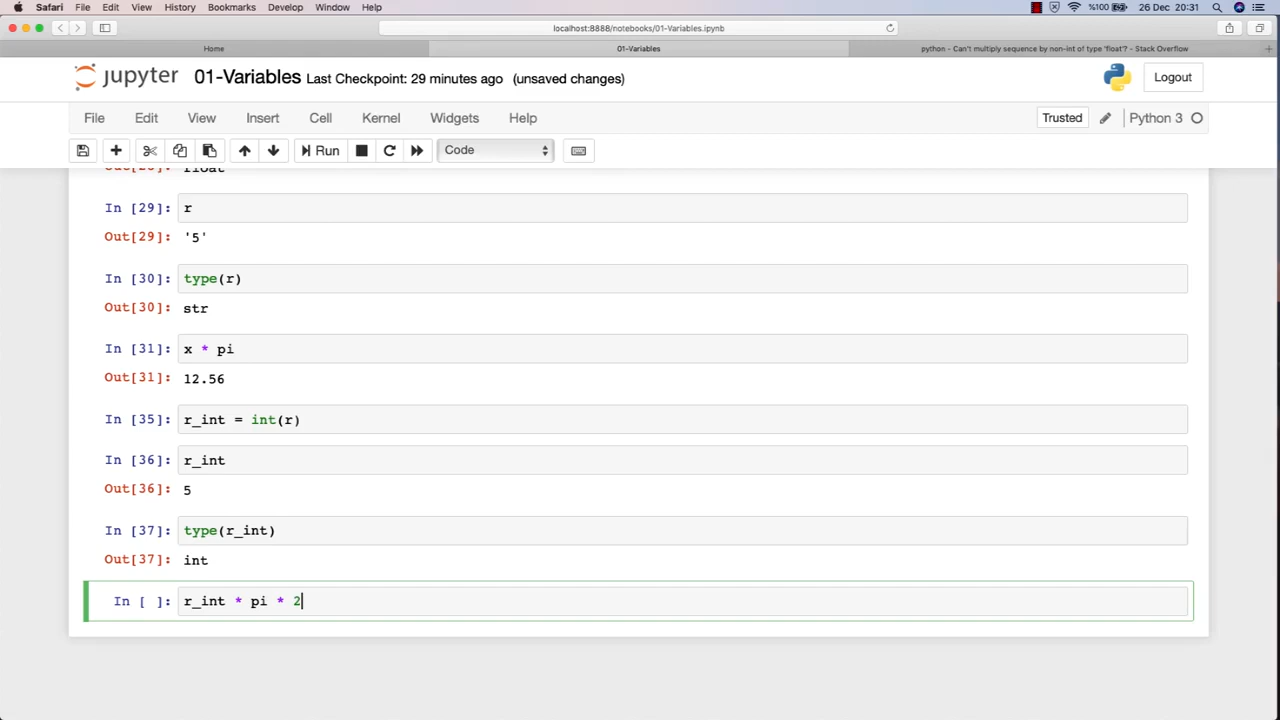 Safari File Edit View History Bookmarks Develop Window Help %100 26 Dec 20:31
localhost:8888/notebooks/01-Variables.ipynb
Home 01-Variables python - Can't multiply sequence by non-int of type 'float'? - Stack Overflow
jupyter 01-Variables Last Checkpoint: 29 minutes ago (unsaved changes) Logout
File Edit View Insert Cell Kernel Widgets Help Trusted Python 3
Run Code
float
In [29]: r
Out[29]: '5'
In [30]: type(r)
Out[30]: str
In [31]: x * pi
Out[31]: 12.56
In [35]: r_int = int(r)
In [36]: r_int
Out[36]: 5
In [37]: type(r_int)
Out[37]: int
In [ ]: r_int * pi * 2